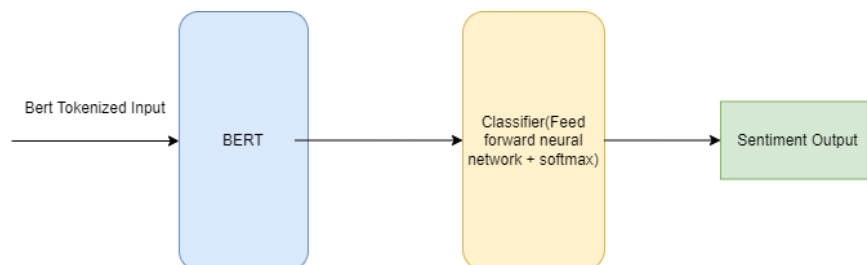 Bert Tokenized Input
BERT
Classifier(Feed
forward neural
network + softmax)
Sentiment Output